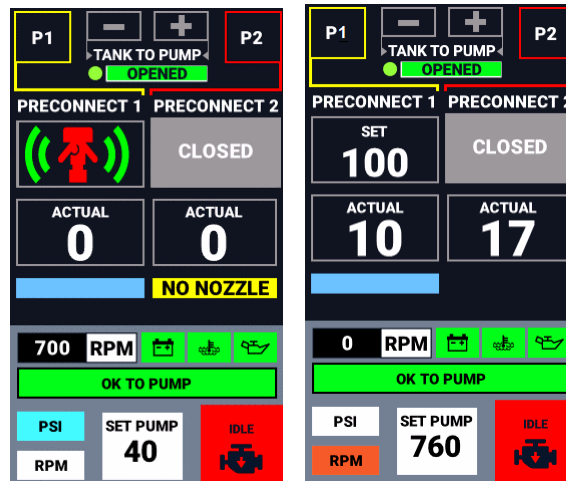 P1
P2
TANK TO PUMP
OPENED
PRECONNECT 1 PRECONNECT 2
CLOSED
ACTUAL
0
ACTUAL
0
NO NOZZLE
700 RPM
OK TO PUMP
PSI
RPM
SET PUMP
40
IDLE
P1
P2
TANK TO PUMP
OPENED
PRECONNECT 1 PRECONNECT 2
SET
100
CLOSED
ACTUAL
10
ACTUAL
17
0 RPM
OK TO PUMP
PSI
RPM
SET PUMP
760
IDLE